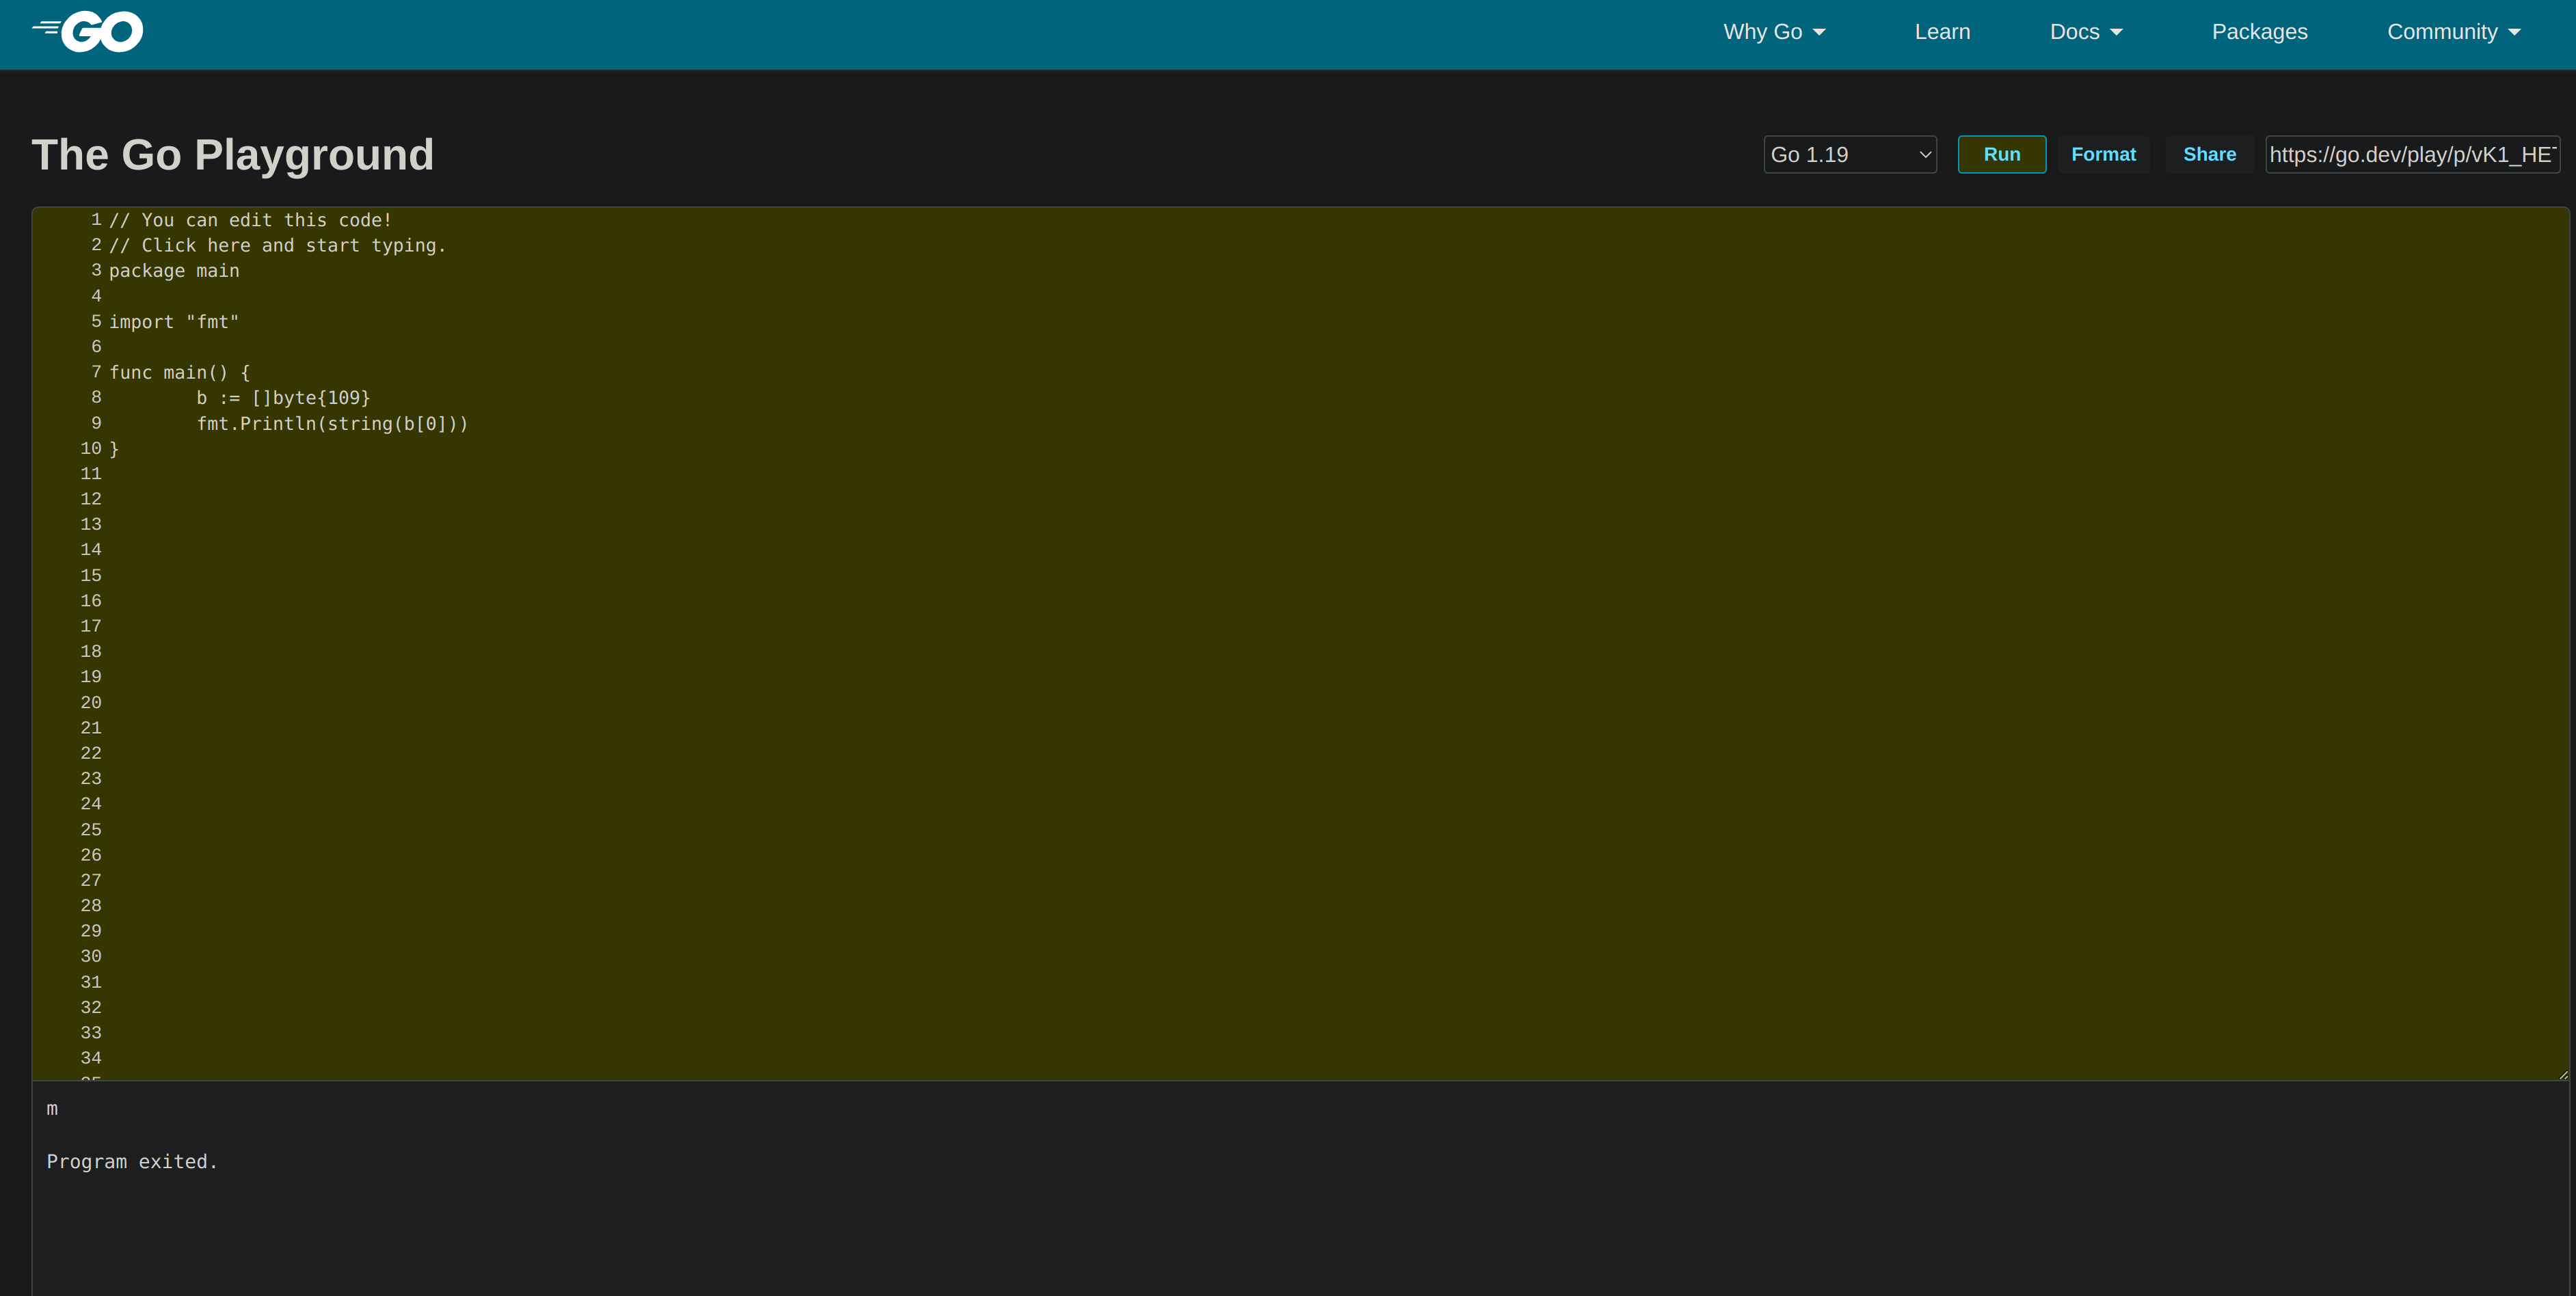 GO
Why Go
Learn
Docs
Packages
Community
The Go Playground
Go 1.19
Run
Format
Share
https://go.dev/play/p/vK1_HE
1 // You can edit this code!
2 // Click here and start typing.
3 package main
4
5 import "fmt"
6
7 func main() {
8         b := []byte{109}
9         fmt.Println(string(b[0]))
10 }
11
12
13
14
15
16
17
18
19
20
21
22
23
24
25
26
27
28
29
30
31
32
33
34
m
Program exited.